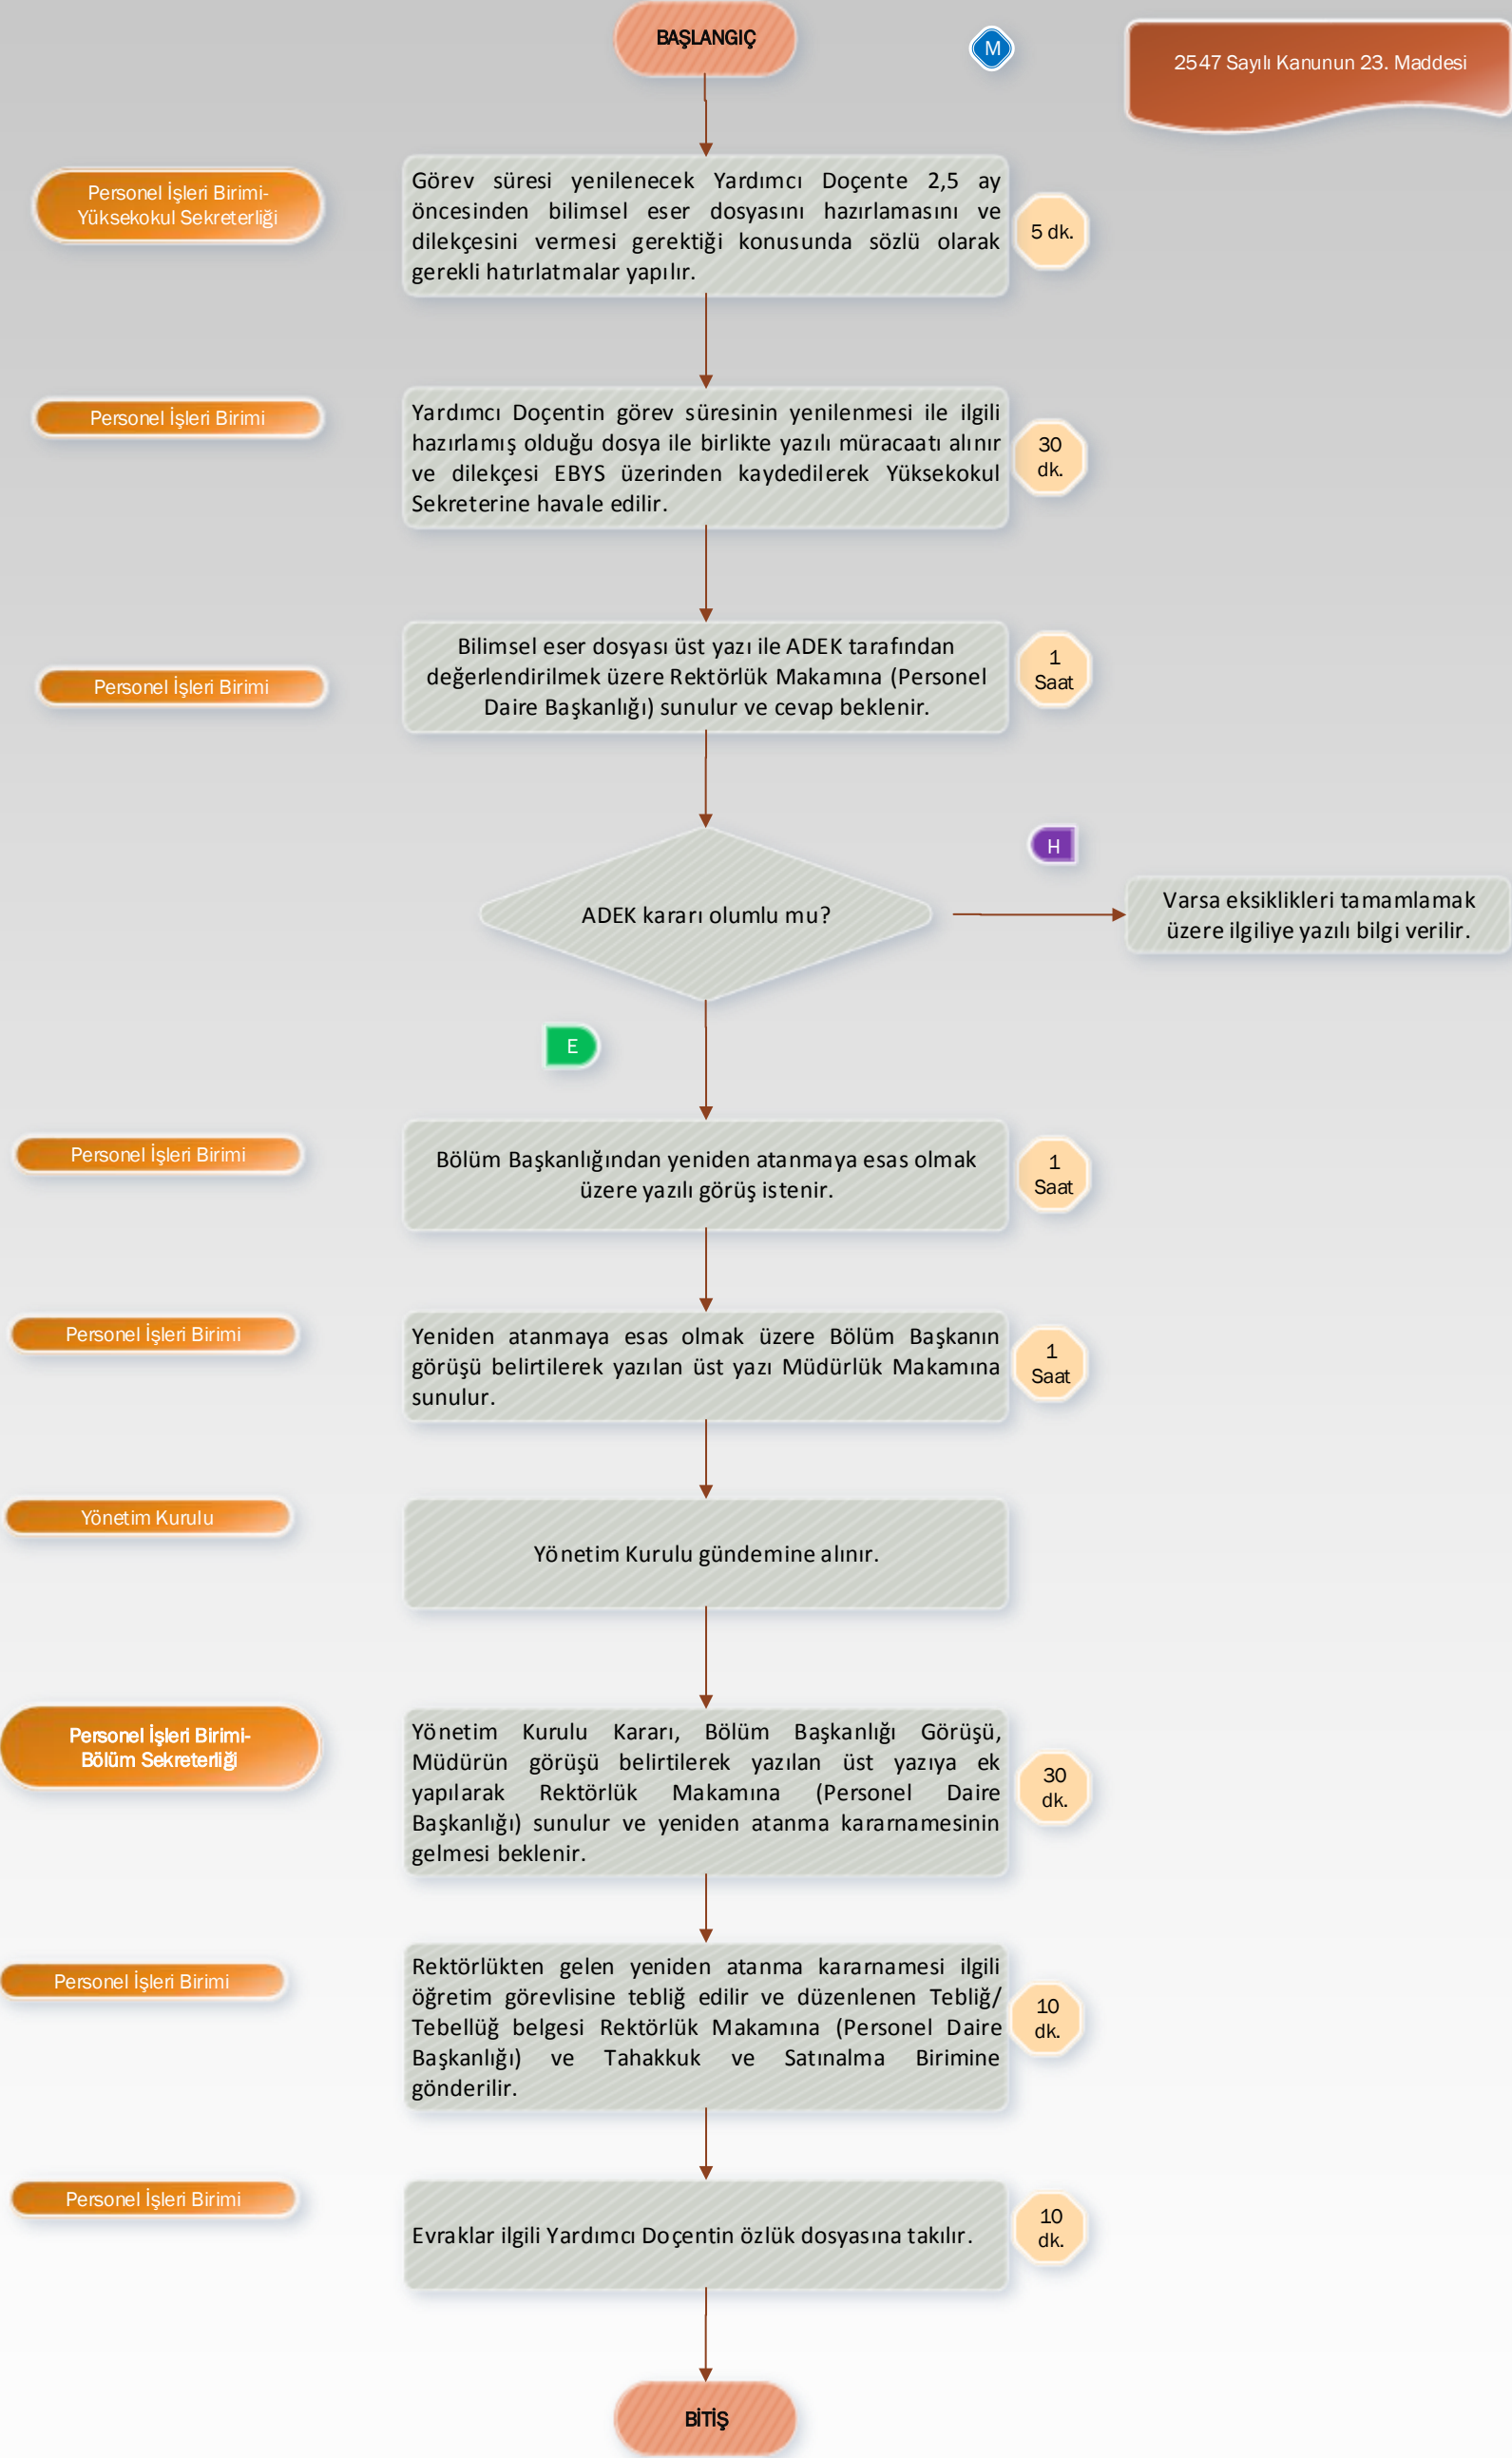 BAŞLANGIÇ
M
2547 Sayılı Kanunun 23. Maddesi
Personel İşleri Birimi-
Yüksekokul Sekreterliği
Görev süresi yenilenecek Yardımcı Doçente 2,5 ay
öncesinden bilimsel eser dosyasını hazırlamasını ve
dilekçesini vermesi gerektiği konusunda sözlü olarak
gerekli hatırlatmalar yapılır.
5 dk.
Personel İşleri Birimi
Yardımcı Doçentin görev süresinin yenilenmesi ile ilgili
hazırlamış olduğu dosya ile birlikte yazılı müracaatı alınır
ve dilekçesi EBYS üzerinden kaydedilerek Yüksekokul
Sekreterine havale edilir.
30
dk.
Personel İşleri Birimi
Bilimsel eser dosyası üst yazı ile ADEK tarafından
değerlendirilmek üzere Rektörlük Makamına (Personel
Daire Başkanlığı) sunulur ve cevap beklenir.
1
Saat
ADEK kararı olumlu mu?
H
Varsa eksiklikleri tamamlamak
üzere ilgiliye yazılı bilgi verilir.
E
Personel İşleri Birimi
Bölüm Başkanlığından yeniden atanmaya esas olmak
üzere yazılı görüş istenir.
1
Saat
Personel İşleri Birimi
Yeniden atanmaya esas olmak üzere Bölüm Başkanın
görüşü belirtilerek yazılan üst yazı Müdürlük Makamına
sunulur.
1
Saat
Yönetim Kurulu
Yönetim Kurulu gündemine alınır.
Personel İşleri Birimi-
Bölüm Sekreterliği
Yönetim Kurulu Kararı, Bölüm Başkanlığı Görüşü,
Müdürün görüşü belirtilerek yazılan üst yazıya ek
yapılarak Rektörlük Makamına (Personel Daire
Başkanlığı) sunulur ve yeniden atanma kararnamesinin
gelmesi beklenir.
30
dk.
Personel İşleri Birimi
Rektörlükten gelen yeniden atanma kararnamesi ilgili
öğretim görevlisine tebliğ edilir ve düzenlenen Tebliğ/
Tebellüğ belgesi Rektörlük Makamına (Personel Daire
Başkanlığı) ve Tahakkuk ve Satınalma Birimine
gönderilir.
10
dk.
Personel İşleri Birimi
Evraklar ilgili Yardımcı Doçentin özlük dosyasına takılır.
10
dk.
BİTİŞ